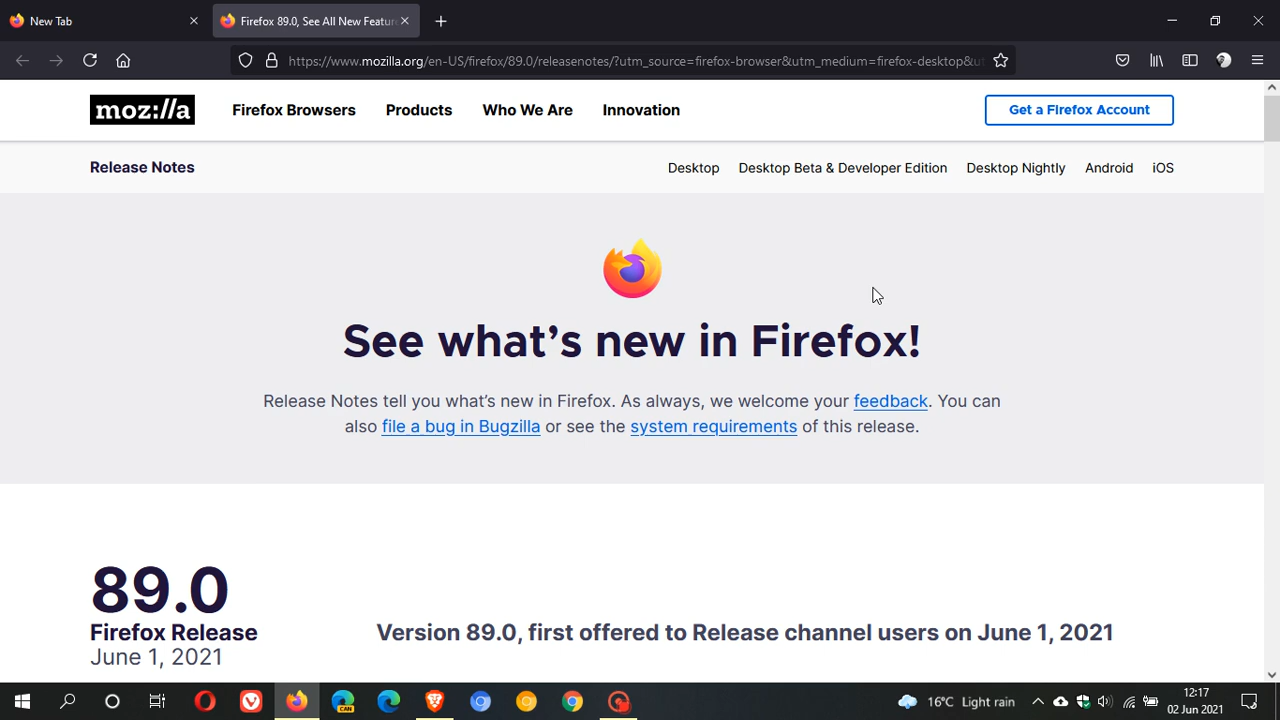 New Tab
Firefox 89.0, See All New Feature
https://www.mozilla.org/en-US/firefox/89.0/releasenotes/?utm_source=firefox-browser&utm_medium=firefox-desktop&ut
moz://a
Firefox Browsers
Products
Who We Are
Innovation
Get a Firefox Account
Release Notes
Desktop
Desktop Beta & Developer Edition
Desktop Nightly
Android
iOS
See what's new in Firefox!
Release Notes tell you what's new in Firefox. As always, we welcome your feedback. You can
also file a bug in Bugzilla or see the system requirements of this release.
89.0
Firefox Release
June 1, 2021
Version 89.0, first offered to Release channel users on June 1, 2021
CAN
16°C Light rain
12:17
02 Jun 2021